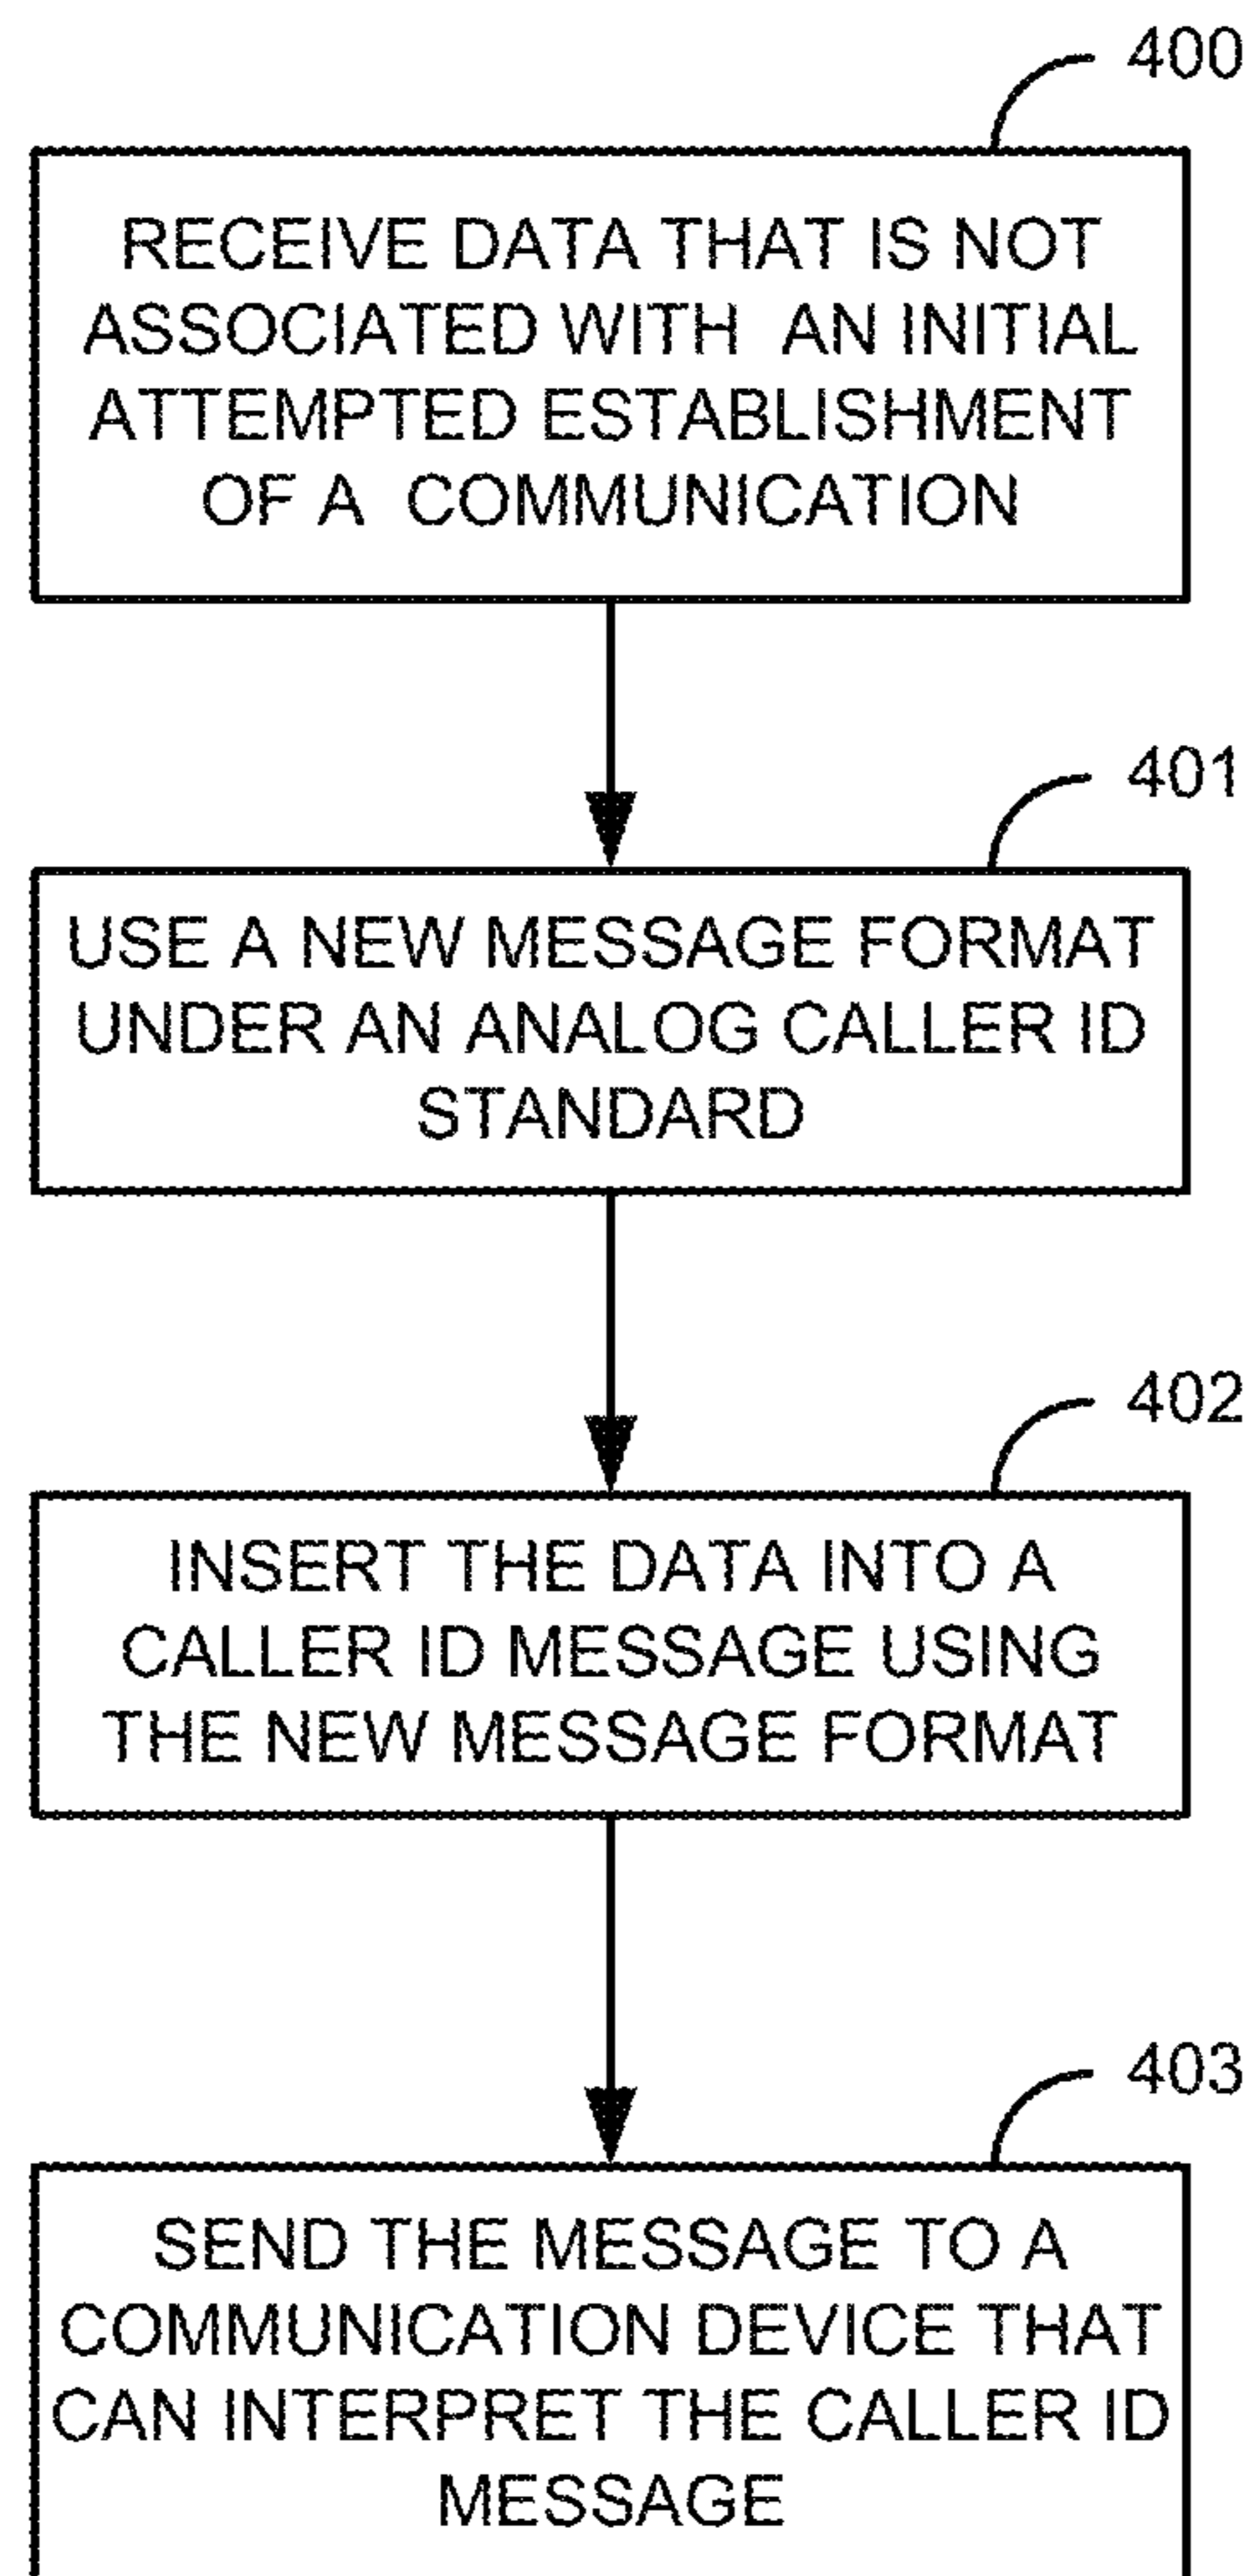 400
RECEIVE DATA THAT IS NOT
ASSOCIATED WITH AN INITIAL
ATTEMPTED ESTABLISHMENT
OF A COMMUNICATION
401
USE A NEW MESSAGE FORMAT
UNDER AN ANALOG CALLER ID
STANDARD
402
INSERT THE DATA INTO A
CALLER ID MESSAGE USING
THE NEW MESSAGE FORMAT
403
SEND THE MESSAGE TO A
COMMUNICATION DEVICE THAT
CAN INTERPRET THE CALLER ID
MESSAGE